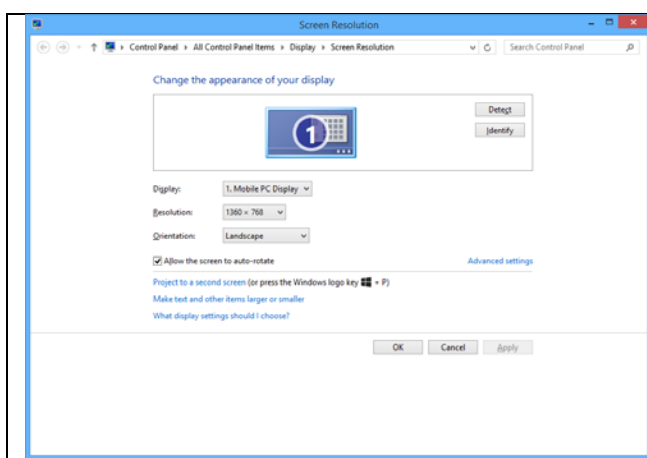 Screen Resolution
Control Panel All Control Panel Items Display Screen Resolution Search Control Panel
Change the appearance of your display
1
Detect
Identify
Display: 1. Mobile PC Display
Resolution: 1360 × 768
Orientation: Landscape
Allow the screen to auto-rotate Advanced settings
Project to a second screen (or press the Windows logo key + P)
Make text and other items larger or smaller
What display settings should I choose?
OK Cancel Apply